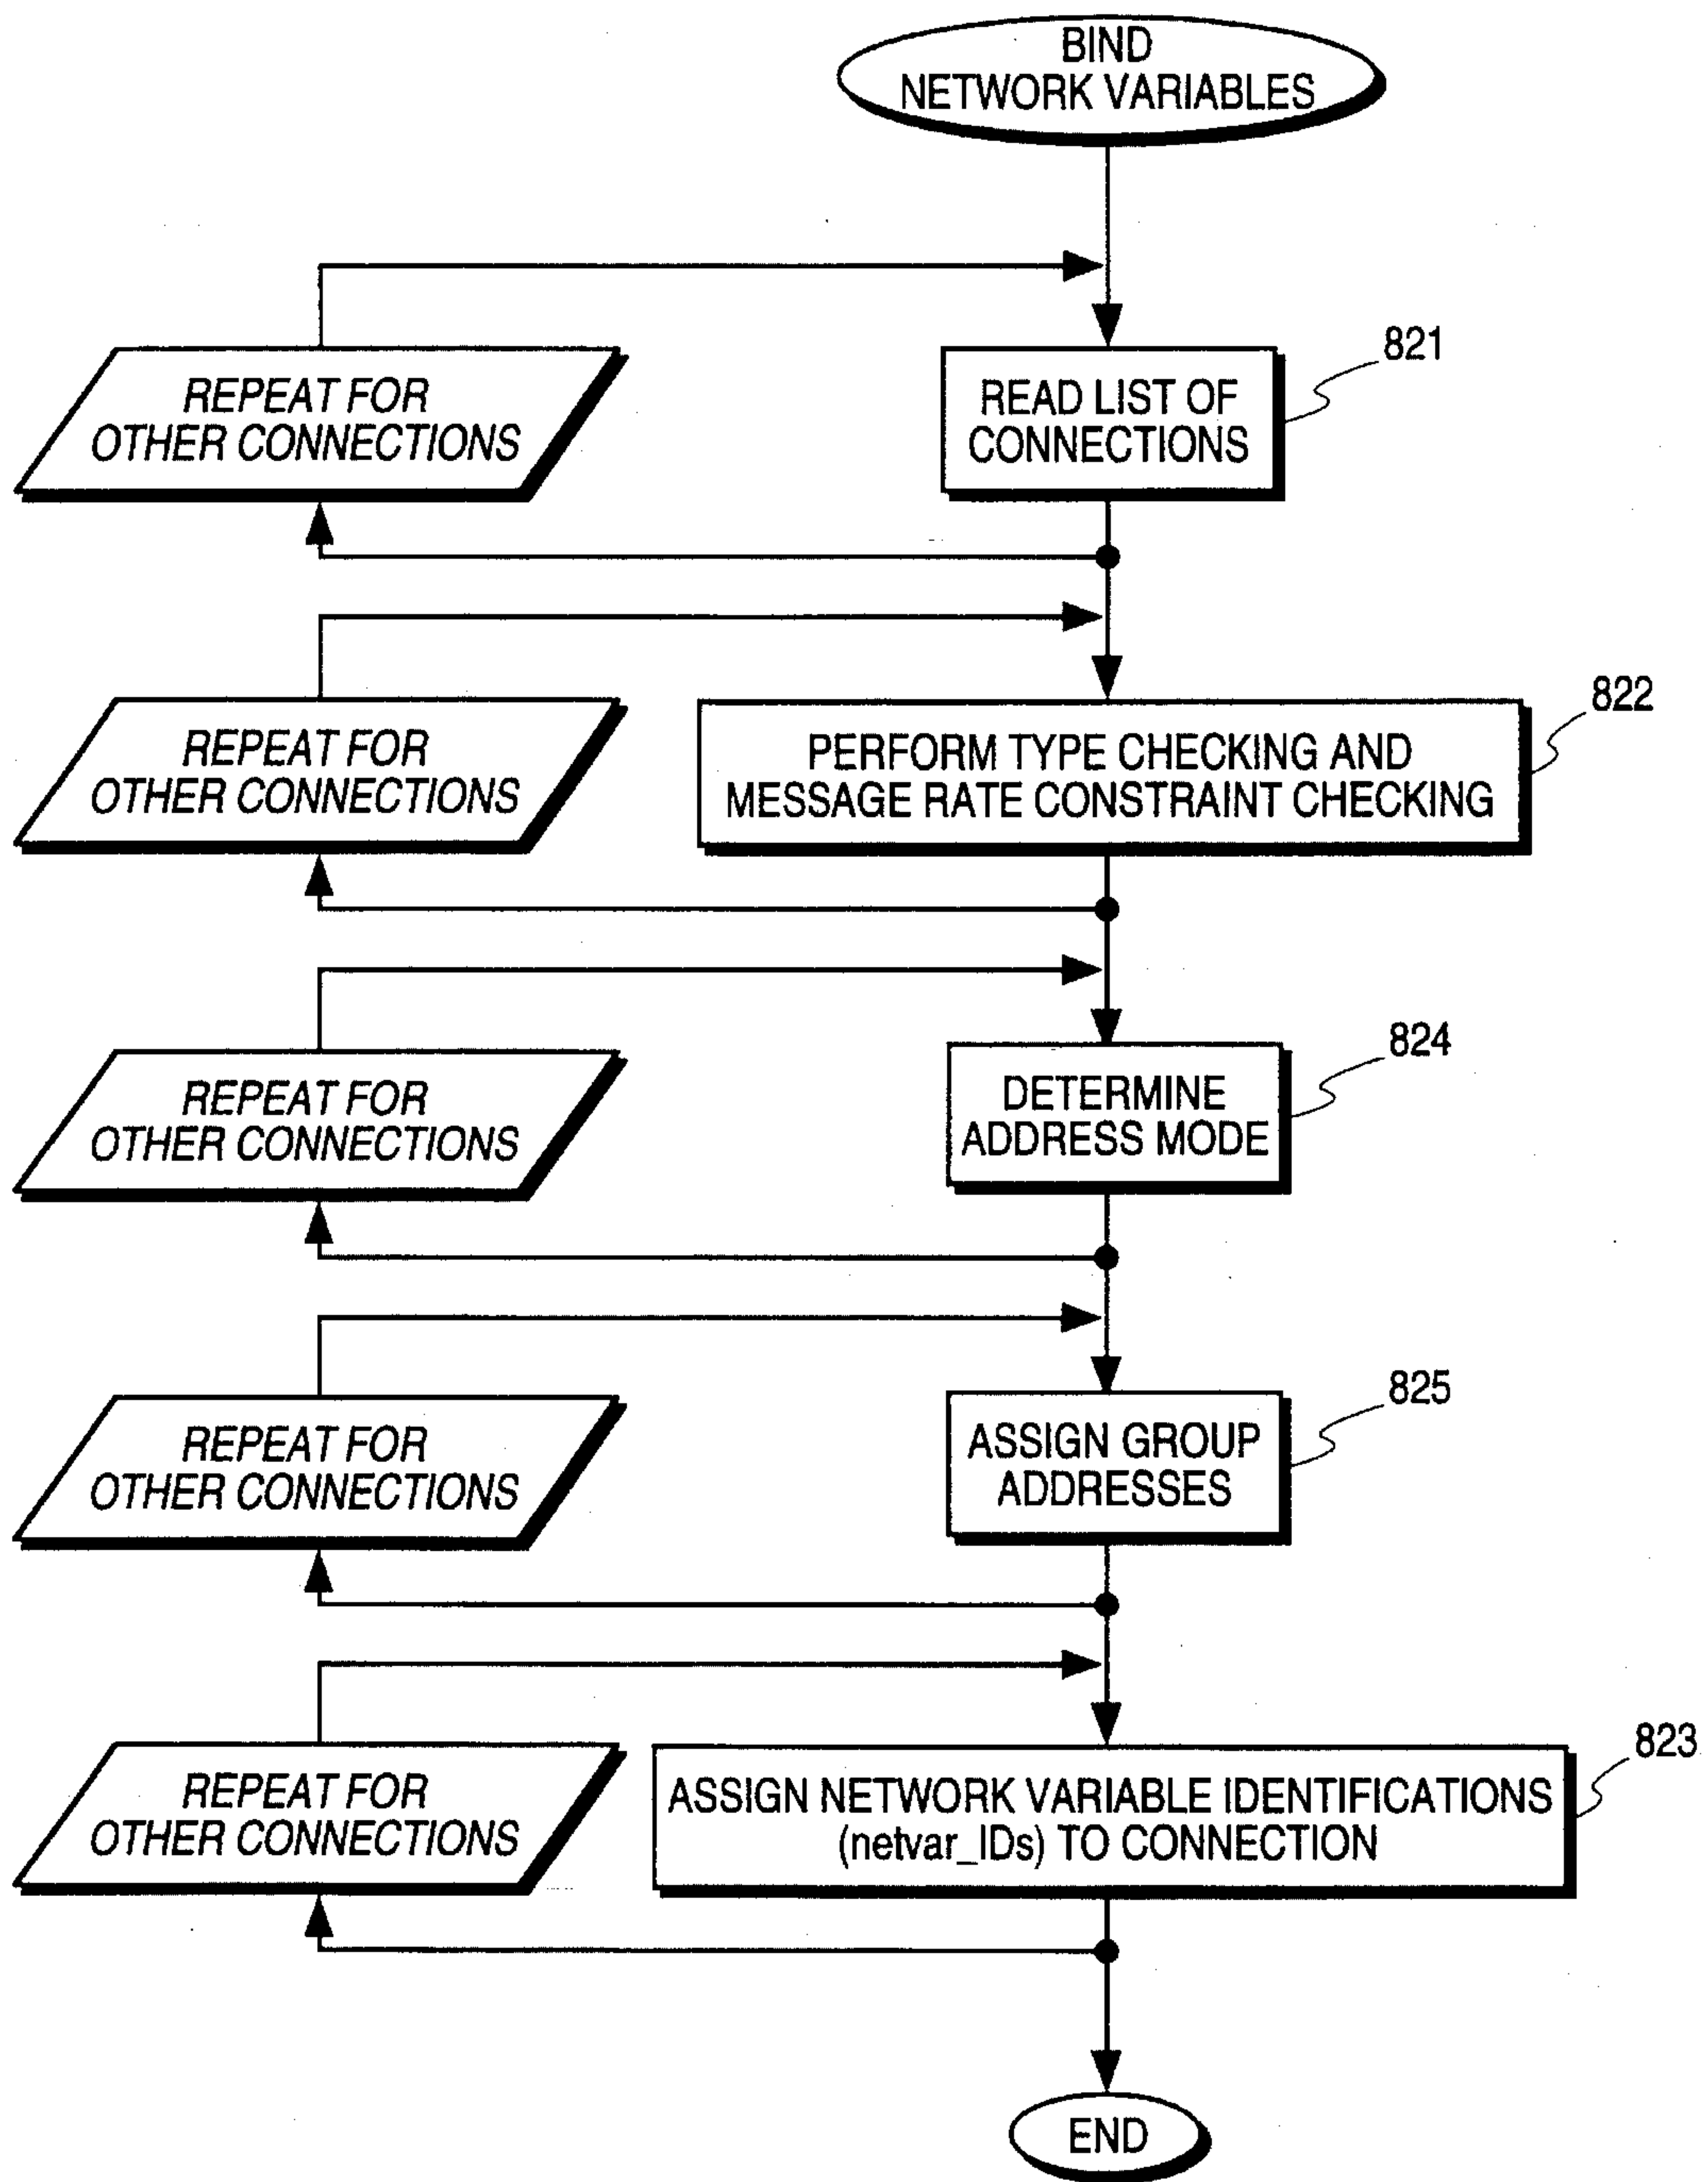 BIND
NETWORK VARIABLES
REPEAT FOR
OTHER CONNECTIONS
READ LIST OF
CONNECTIONS
821
REPEAT FOR
OTHER CONNECTIONS
PERFORM TYPE CHECKING AND
MESSAGE RATE CONSTRAINT CHECKING
822
REPEAT FOR
OTHER CONNECTIONS
DETERMINE
ADDRESS MODE
824
REPEAT FOR
OTHER CONNECTIONS
ASSIGN GROUP
ADDRESSES
825
REPEAT FOR
OTHER CONNECTIONS
ASSIGN NETWORK VARIABLE IDENTIFICATIONS
(netvar_IDs) TO CONNECTION
823
END